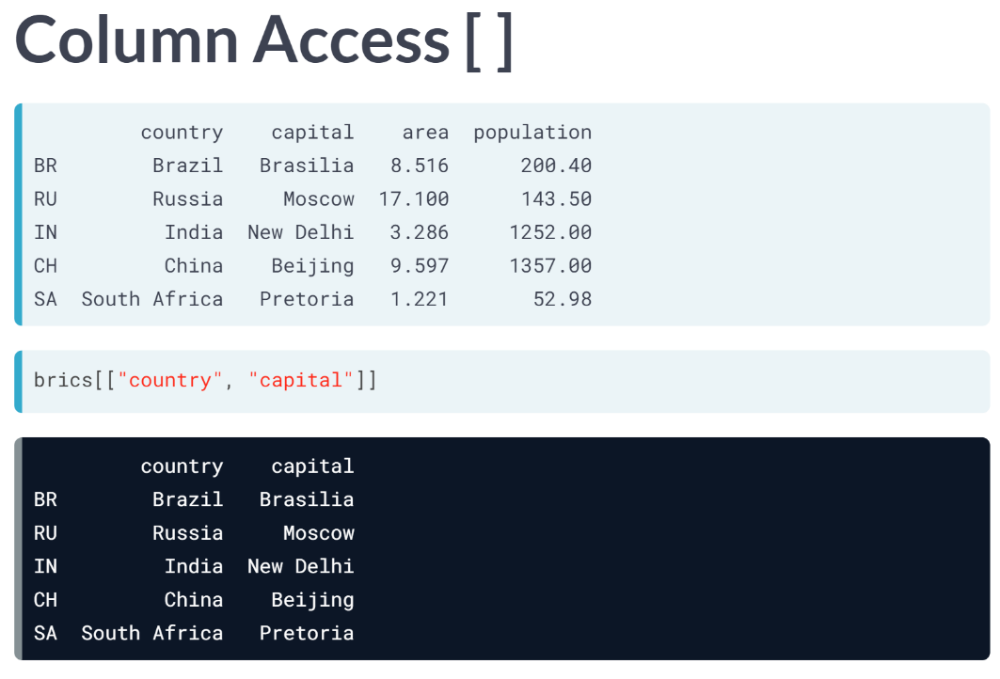 Column Access [ ]
country capital area population
BR Brazil Brasilia 8.516 200.40
RU Russia Moscow 17.100 143.50
IN India New Delhi 3.286 1252.00
CH China Beijing 9.597 1357.00
SA South Africa Pretoria 1.221 52.98
brics[["country", "capital"]]
country capital
BR Brazil Brasilia
RU Russia Moscow
IN India New Delhi
CH China Beijing
SA South Africa Pretoria